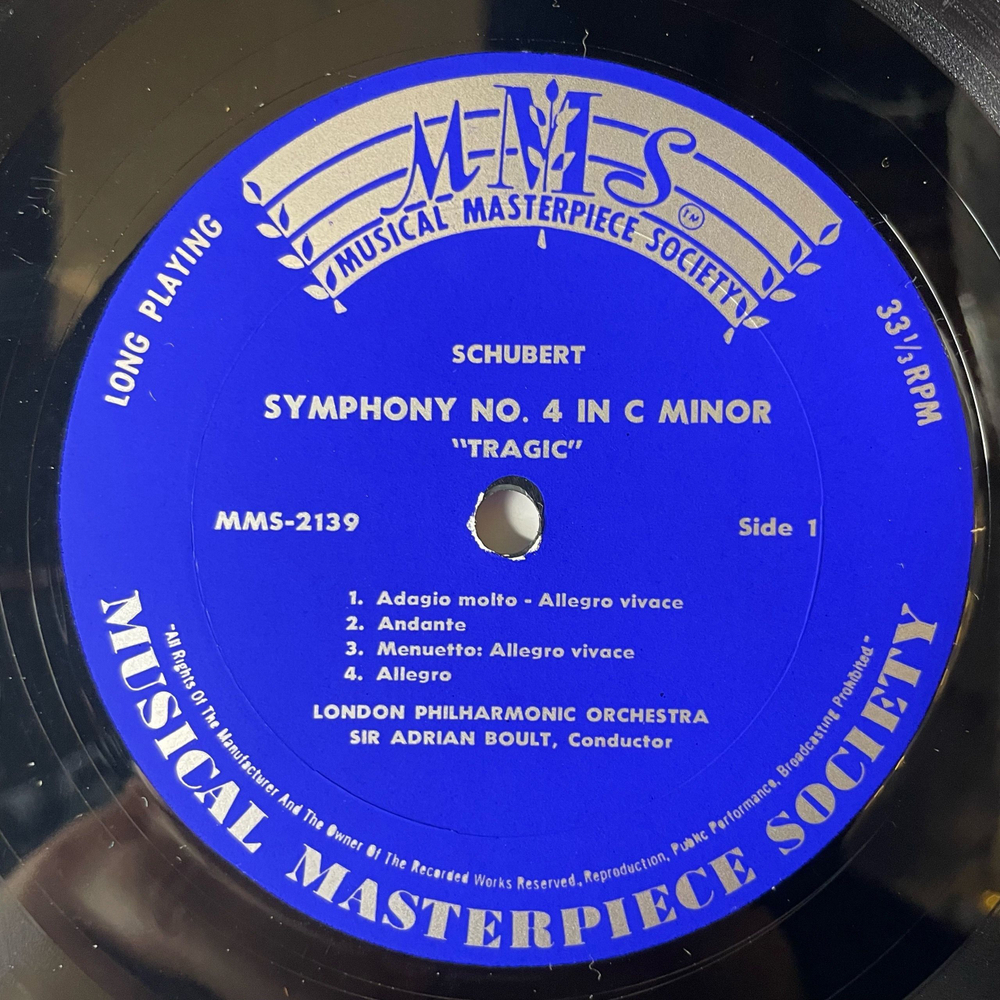 MMS TM
MUSICAL MASTERPIECE SOCIETY
LONG PLAYING
33 1/3 RPM
SCHUBERT
SYMPHONY NO. 4 IN C MINOR
"TRAGIC"
MMS-2139
Side 1
1. Adagio molto - Allegro vivace
2. Andante
3. Menuetto: Allegro vivace
4. Allegro
LONDON PHILHARMONIC ORCHESTRA
SIR ADRIAN BOULT, Conductor
"All Rights Of The Manufacturer And The Owner Of The Recorded Works Reserved., Reproduction, Public Performance, Broadcasting Prohibited"
MUSICAL MASTERPIECE SOCIETY